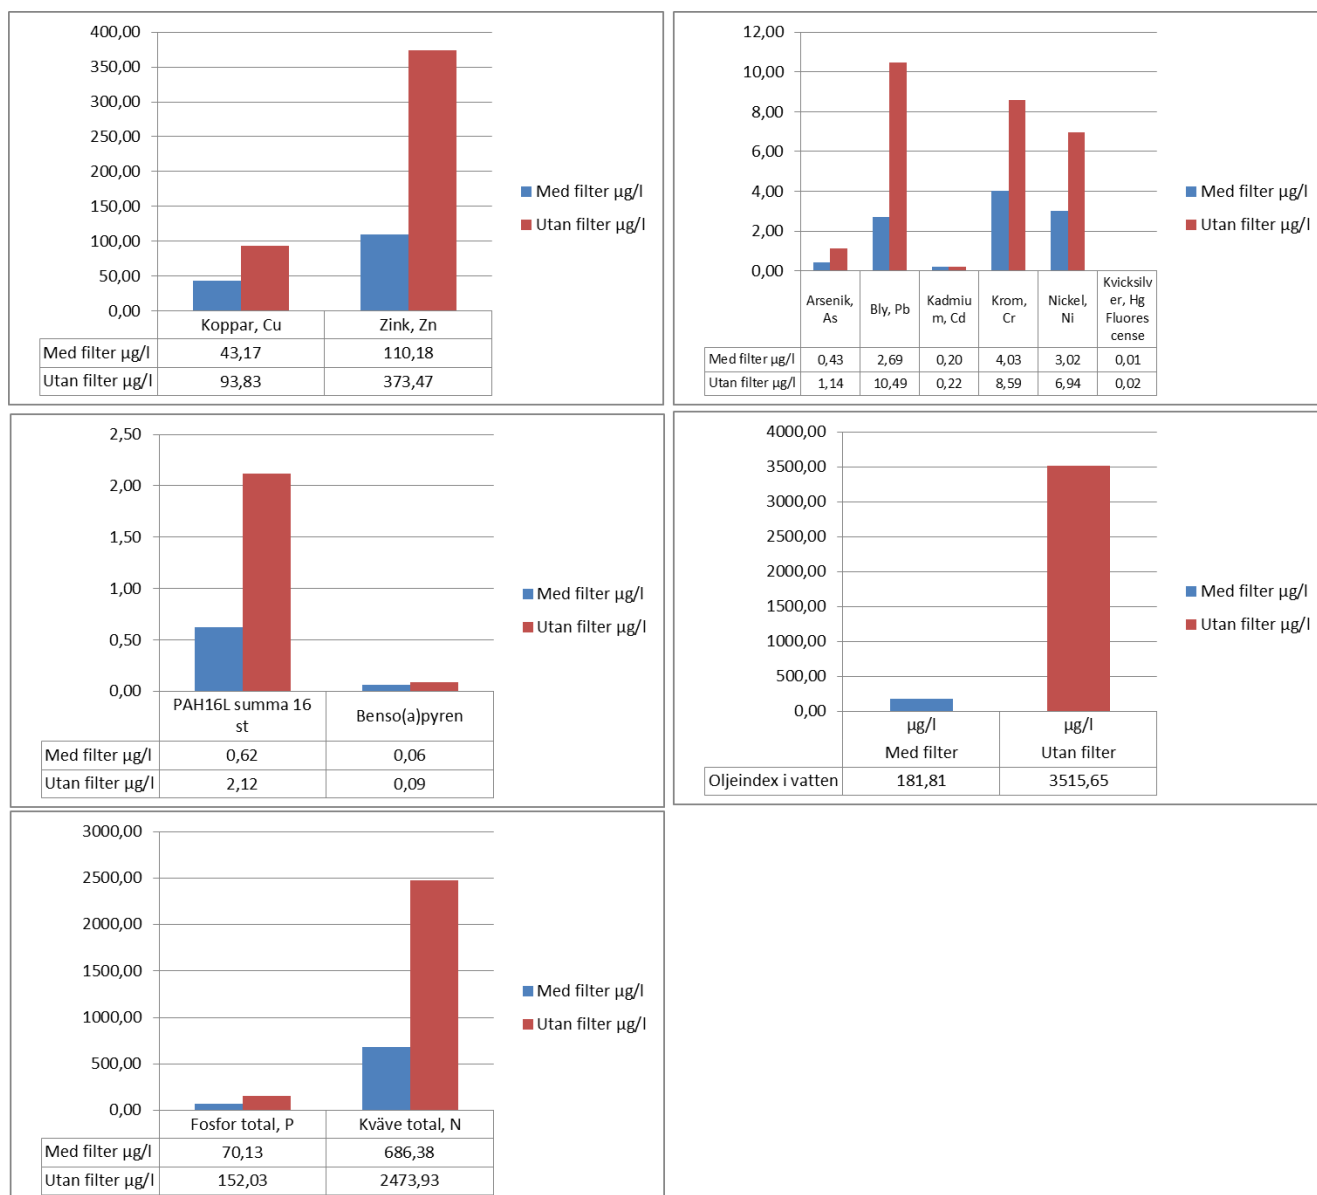 400,00
350,00
300,00
250,00
200,00
150,00
100,00
50,00
0,00
Koppar, Cu Zink, Zn
Med filter µg/l 43,17 110,18
Utan filter µg/l 93,83 373,47
Med filter µg/l
Utan filter µg/l
12,00
10,00
8,00
6,00
4,00
2,00
0,00
Arsenik, As Bly, Pb Kadmiu m, Cd Krom, Cr Nickel, Ni Kvicksilv er, Hg Fluores cense
Med filter µg/l 0,43 2,69 0,20 4,03 3,02 0,01
Utan filter µg/l 1,14 10,49 0,22 8,59 6,94 0,02
Med filter µg/l
Utan filter µg/l
2,50
2,00
1,50
1,00
0,50
0,00
PAH16L summa 16 st Benso(a)pyren
Med filter µg/l 0,62 0,06
Utan filter µg/l 2,12 0,09
Med filter µg/l
Utan filter µg/l
4000,00
3500,00
3000,00
2500,00
2000,00
1500,00
1000,00
500,00
0,00
µg/l µg/l
Med filter Utan filter
Oljeindex i vatten 181,81 3515,65
Med filter µg/l
Utan filter µg/l
3000,00
2500,00
2000,00
1500,00
1000,00
500,00
0,00
Fosfor total, P Kväve total, N
Med filter µg/l 70,13 686,38
Utan filter µg/l 152,03 2473,93
Med filter µg/l
Utan filter µg/l